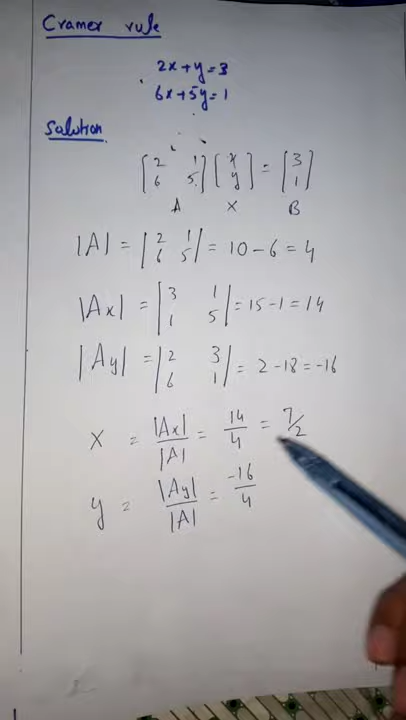 Cramer rule
2x+y=3
6x+5y=1
Solution
[2 1
6 5] [x
y] = [3
1]
A X B
|A| = |2 1
6 5| = 10-6 = 4
|Ax| = |3 1
1 5| = 15-1 = 14
|Ay| = |2 3
6 1| = 2-18 = -16
X = |Ax|/|A| = 14/4 = 7/2
y = |Ay|/|A| = -16/4